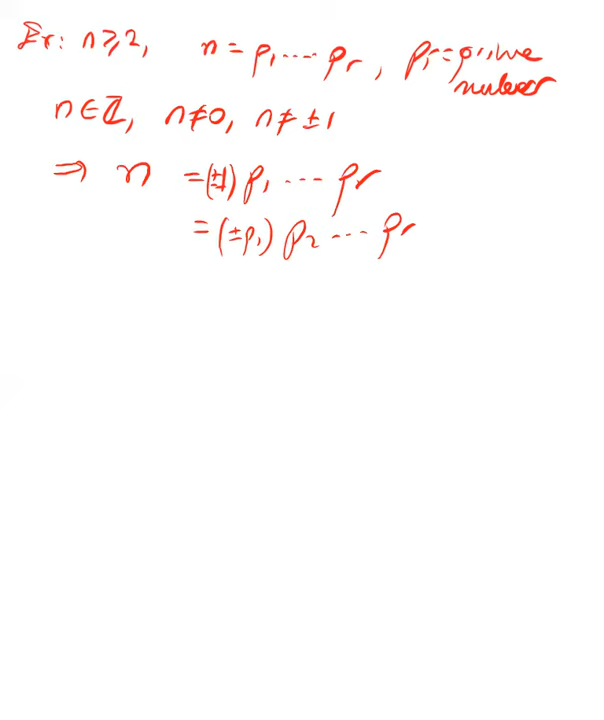 Ex: n ≥ 2, n = p₁ ... pᵣ, pᵢ = prime number
n ∈ ℤ, n ≠ 0, n ≠ ±1
⇒ n = (±1) p₁ ... pᵣ
= (±p₁) p₂ ... pᵣ